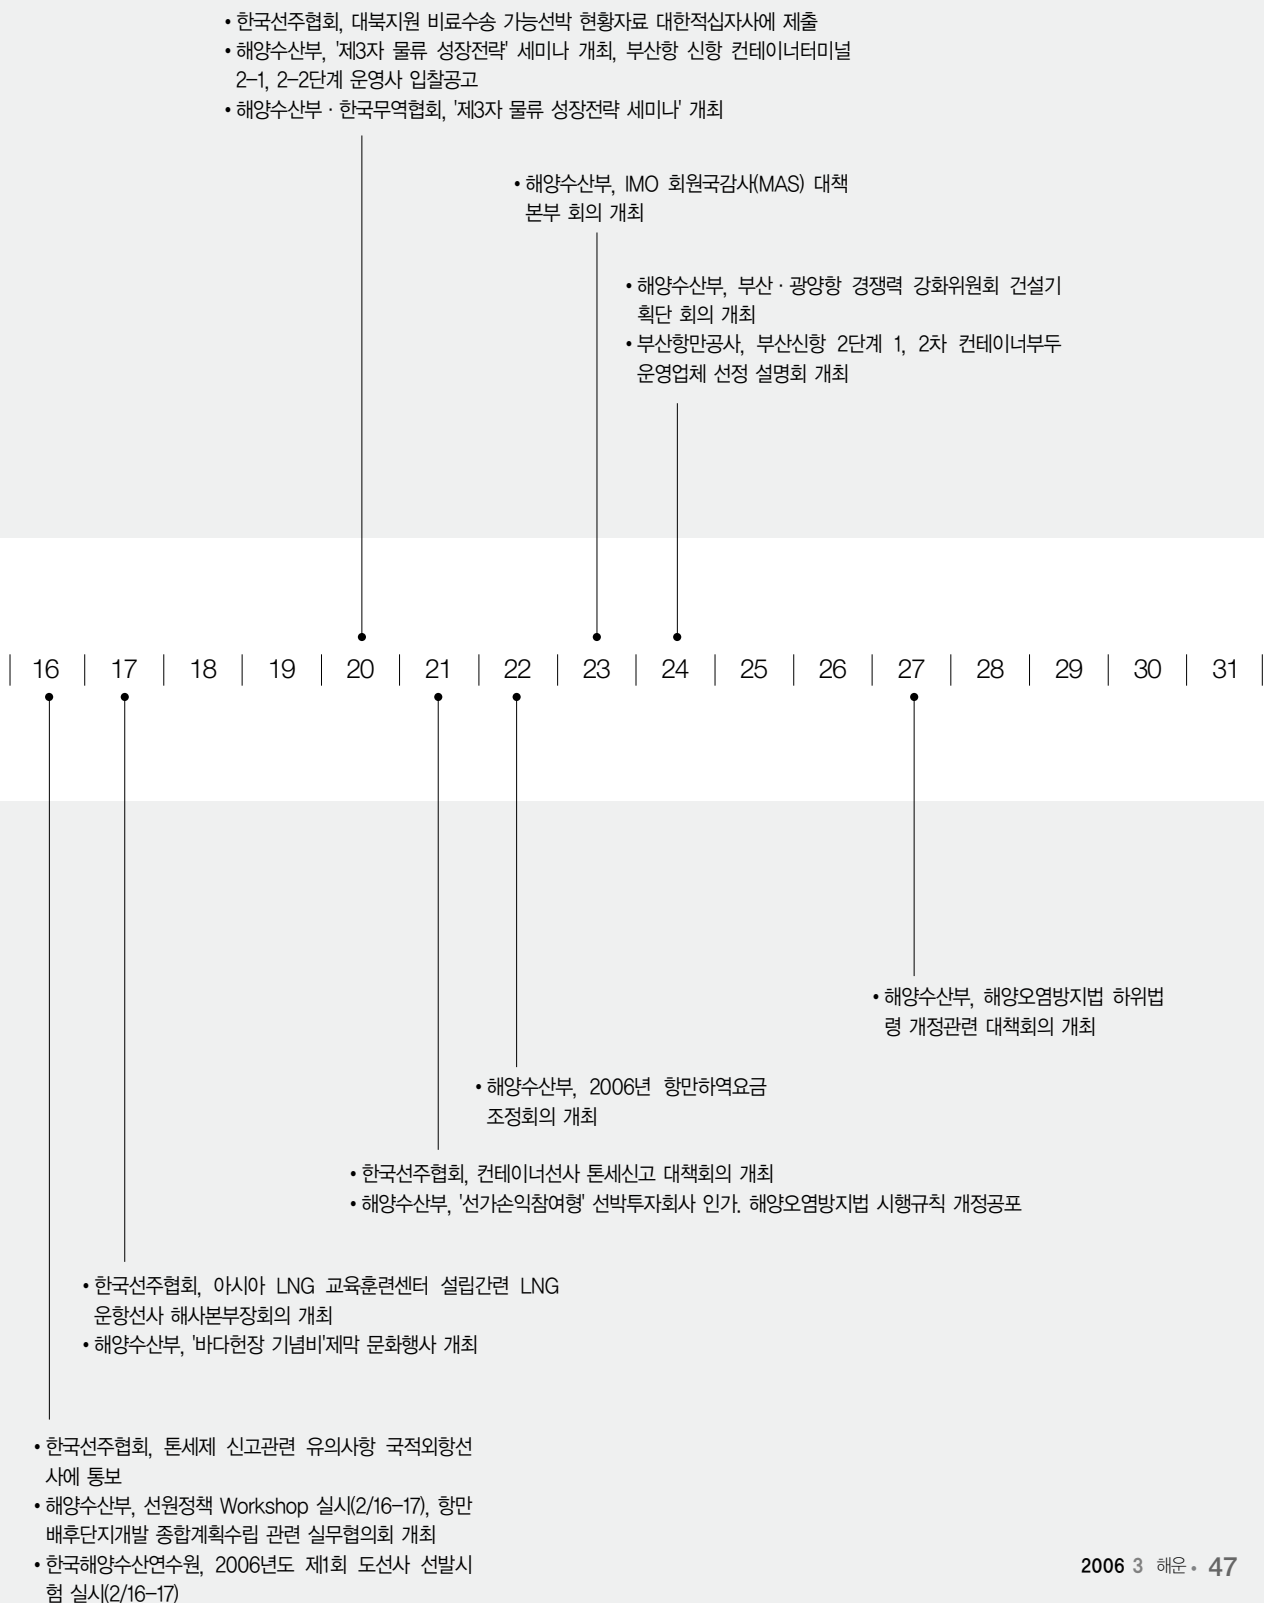 • 한국선주협회, 대북지원 비료수송 가능선박 현황자료 대한적십자사에 제출
• 해양수산부, '제3자 물류 성장전략' 세미나 개최, 부산항 신항 컨테이너터미널
2-1, 2-2단계 운영사 입찰공고
• 해양수산부 · 한국무역협회, '제3자 물류 성장전략 세미나' 개최
• 해양수산부, IMO 회원국감사(MAS) 대책
본부 회의 개최
• 해양수산부, 부산 · 광양항 경쟁력 강화위원회 건설기
획단 회의 개최
• 부산항만공사, 부산신항 2단계 1, 2차 컨테이너부두
운영업체 선정 설명회 개최
16 17 18 19 20 21 22 23 24 25 26 27 28 29 30 31
• 해양수산부, 해양오염방지법 하위법
령 개정관련 대책회의 개최
• 해양수산부, 2006년 항만하역요금
조정회의 개최
• 한국선주협회, 컨테이너선사 톤세신고 대책회의 개최
• 해양수산부, '선가손익참여형' 선박투자회사 인가. 해양오염방지법 시행규칙 개정공포
• 한국선주협회, 아시아 LNG 교육훈련센터 설립간련 LNG
운항선사 해사본부장회의 개최
• 해양수산부, '바다헌장 기념비'제막 문화행사 개최
• 한국선주협회, 톤세제 신고관련 유의사항 국적외항선
사에 통보
• 해양수산부, 선원정책 Workshop 실시(2/16-17), 항만
배후단지개발 종합계획수립 관련 실무협의회 개최
• 한국해양수산연수원, 2006년도 제1회 도선사 선발시
험 실시(2/16-17)
2006 3 해운 • 47